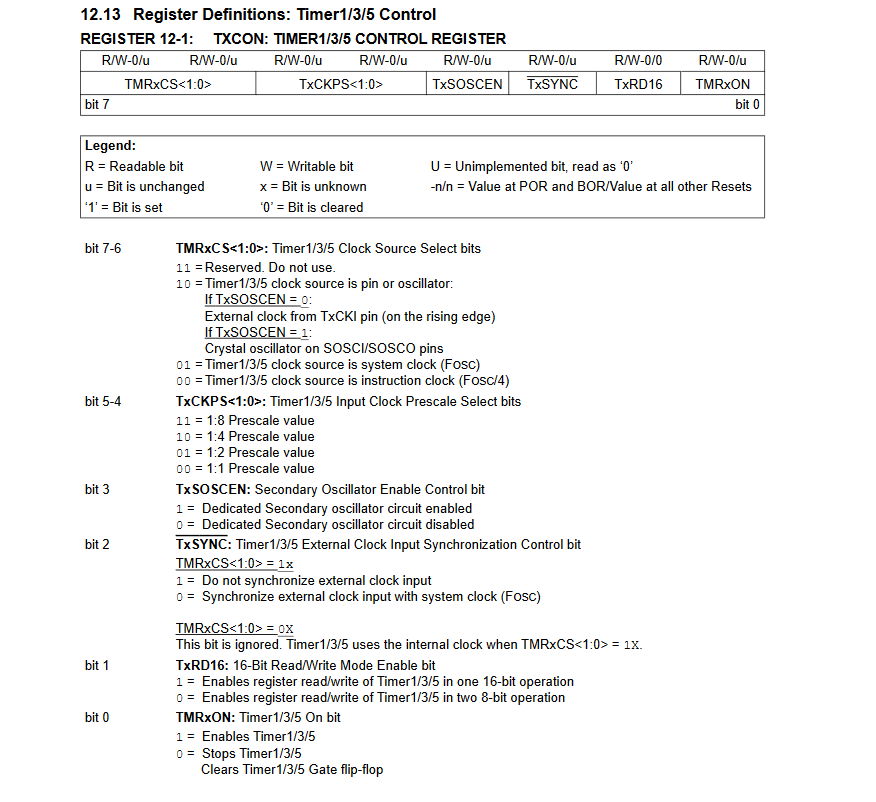 12.13 Register Definitions: Timer1/3/5 Control
REGISTER 12-1: TXCON: TIMER1/3/5 CONTROL REGISTER
R/W-0/u R/W-0/u R/W-0/u R/W-0/u R/W-0/u R/W-0/u R/W-0/0 R/W-0/u
TMRxCS<1:0> TxCKPS<1:0> TxSOSCEN TxSYNC TxRD16 TMRxON
bit 7 bit 0
Legend:
R = Readable bit W = Writable bit U = Unimplemented bit, read as ‘0’
u = Bit is unchanged x = Bit is unknown -n/n = Value at POR and BOR/Value at all other Resets
‘1’ = Bit is set ‘0’ = Bit is cleared
bit 7-6 TMRxCS<1:0>: Timer1/3/5 Clock Source Select bits
11 = Reserved. Do not use.
10 = Timer1/3/5 clock source is pin or oscillator:
If TxSOSCEN = 0:
External clock from TxCKI pin (on the rising edge)
If TxSOSCEN = 1:
Crystal oscillator on SOSCI/SOSCO pins
01 = Timer1/3/5 clock source is system clock (FOSC)
00 = Timer1/3/5 clock source is instruction clock (FOSC/4)
bit 5-4 TxCKPS<1:0>: Timer1/3/5 Input Clock Prescale Select bits
11 = 1:8 Prescale value
10 = 1:4 Prescale value
01 = 1:2 Prescale value
00 = 1:1 Prescale value
bit 3 TxSOSCEN: Secondary Oscillator Enable Control bit
1 = Dedicated Secondary oscillator circuit enabled
0 = Dedicated Secondary oscillator circuit disabled
bit 2 TxSYNC: Timer1/3/5 External Clock Input Synchronization Control bit
TMRxCS<1:0> = 1x
1 = Do not synchronize external clock input
0 = Synchronize external clock input with system clock (FOSC)
TMRxCS<1:0> = 0X
This bit is ignored. Timer1/3/5 uses the internal clock when TMRxCS<1:0> = 1X.
bit 1 TxRD16: 16-Bit Read/Write Mode Enable bit
1 = Enables register read/write of Timer1/3/5 in one 16-bit operation
0 = Enables register read/write of Timer1/3/5 in two 8-bit operation
bit 0 TMRxON: Timer1/3/5 On bit
1 = Enables Timer1/3/5
0 = Stops Timer1/3/5
Clears Timer1/3/5 Gate flip-flop